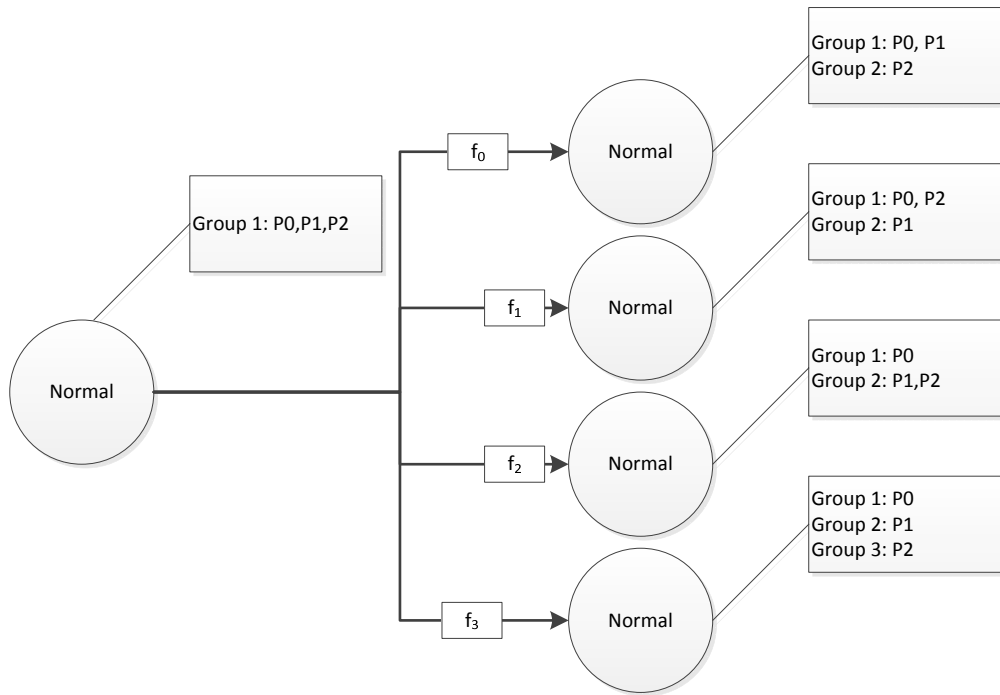 Group 1: P0, P1
Group 2: P2
f₀
Normal
Group 1: P0, P2
Group 2: P1
Group 1: P0,P1,P2
f₁
Normal
Normal
Group 1: P0
Group 2: P1,P2
f₂
Normal
Group 1: P0
Group 2: P1
Group 3: P2
f₃
Normal